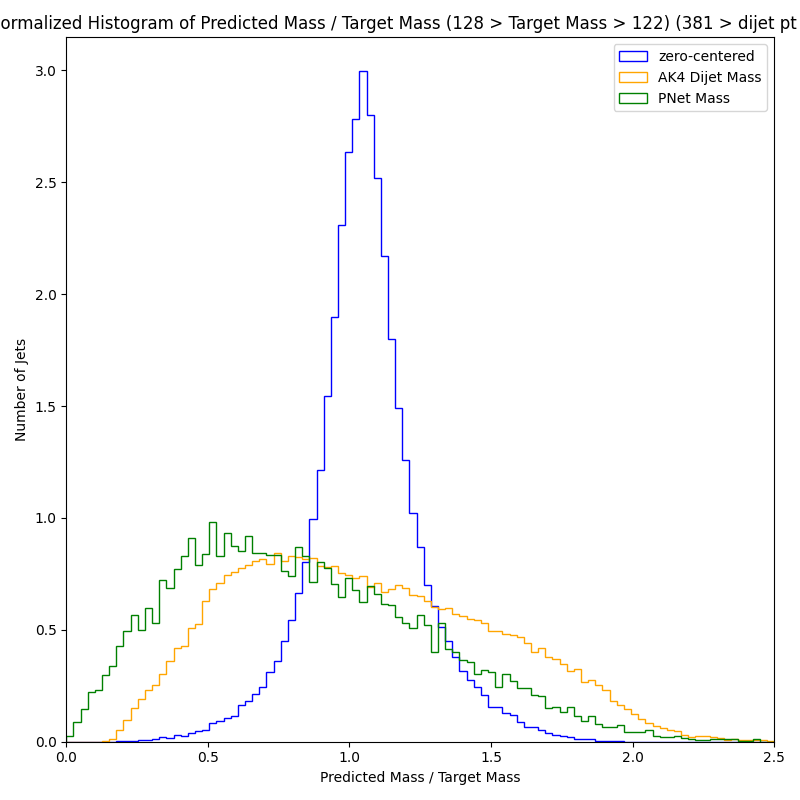 ormalized Histogram of Predicted Mass / Target Mass (128 > Target Mass > 122) (381 > dijet pt
zero-centered
AK4 Dijet Mass
PNet Mass
3.0
2.5
2.0
1.5
1.0
0.5
0.0
Number of Jets
0.0 0.5 1.0 1.5 2.0 2.5
Predicted Mass / Target Mass